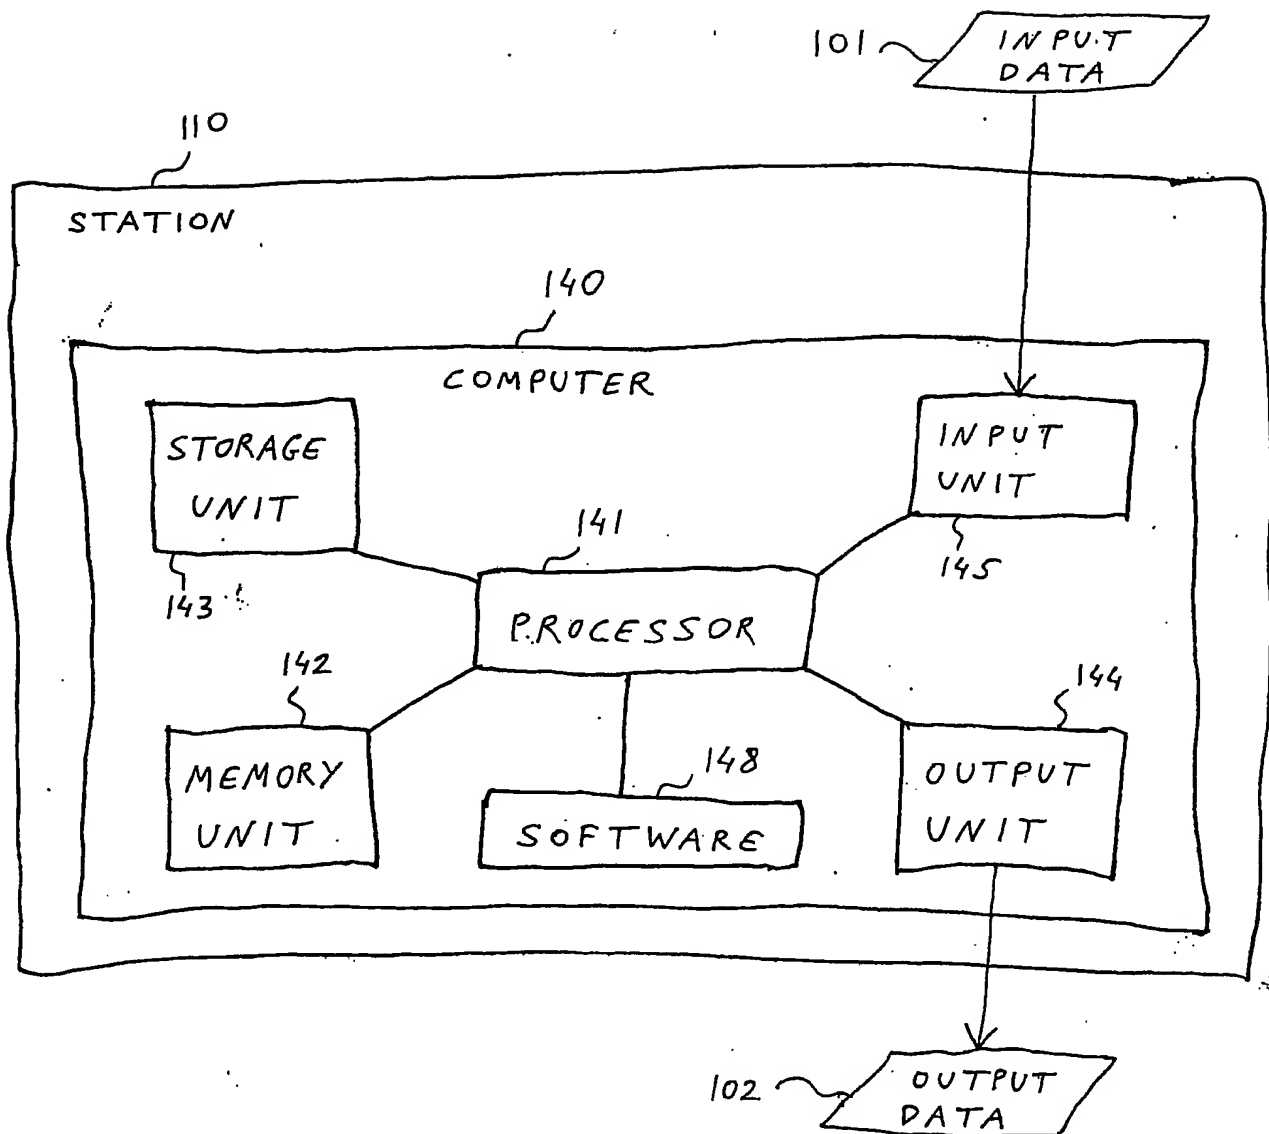 101
INPUT
DATA
110
STATION
140
COMPUTER
STORAGE
UNIT
143
INPUT
UNIT
145
141
PROCESSOR
142
MEMORY
UNIT
148
SOFTWARE
144
OUTPUT
UNIT
102
OUTPUT
DATA